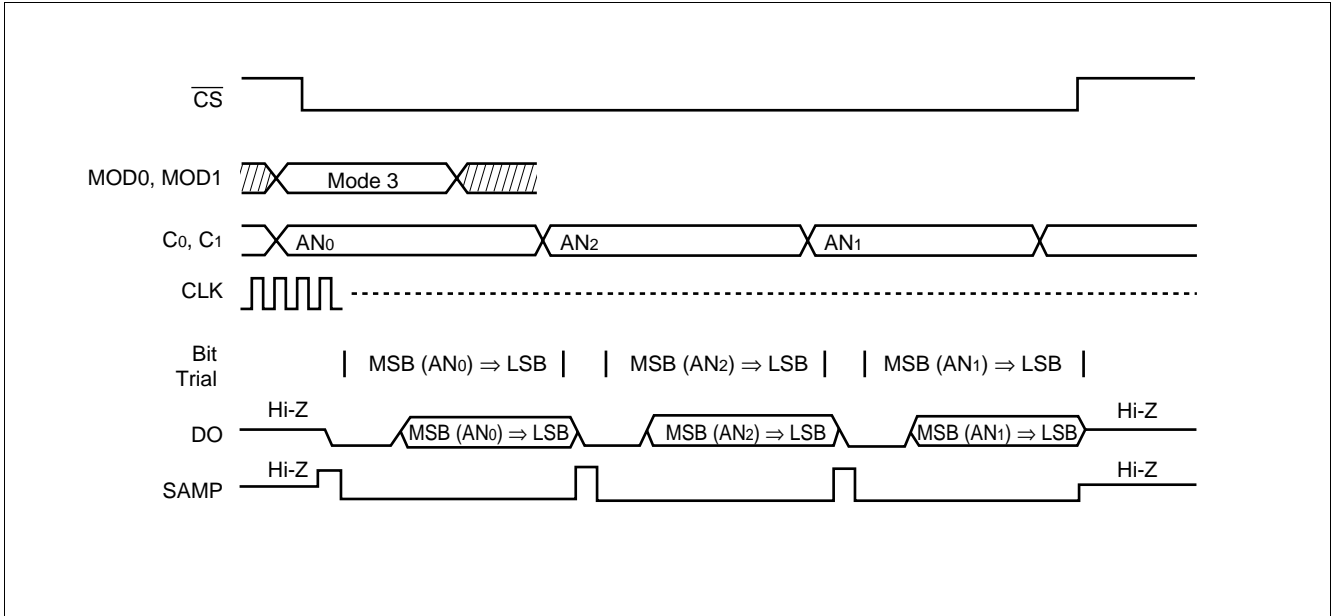 CS
MOD0, MOD1 Mode 3
C0, C1 AN0 AN2 AN1
CLK
Bit Trial MSB (AN0) ⇒ LSB MSB (AN2) ⇒ LSB MSB (AN1) ⇒ LSB
DO Hi-Z MSB (AN0) ⇒ LSB MSB (AN2) ⇒ LSB MSB (AN1) ⇒ LSB Hi-Z
SAMP Hi-Z Hi-Z